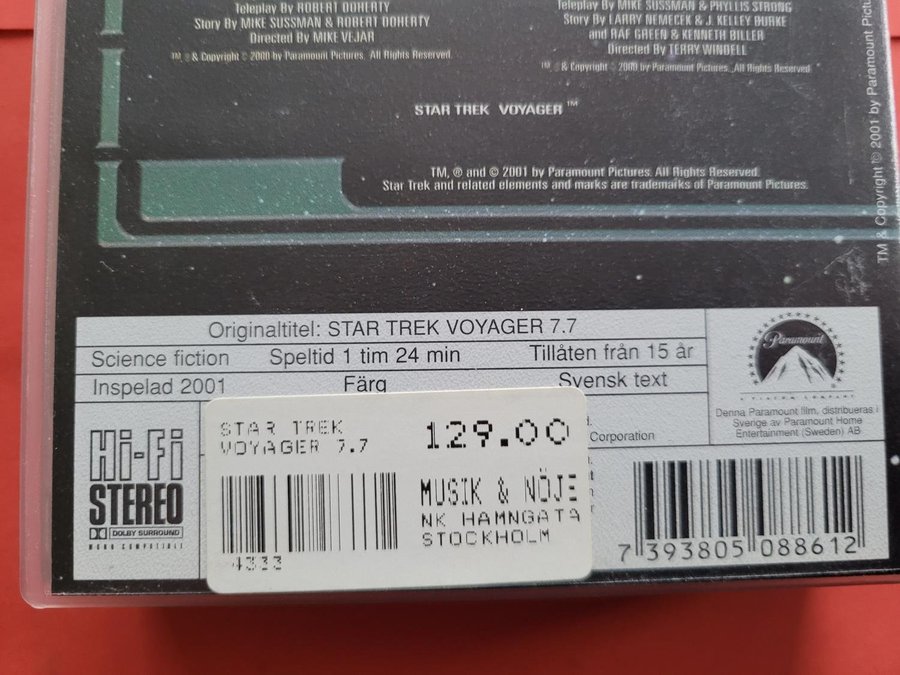 Teleplay By ROBERT DOHERTY
Story By MIKE SUSSMAN & ROBERT DOHERTY
Directed By MIKE VEJAR
TM ® & Copyright © 2000 by Paramount Pictures. All Rights Reserved.
Teleplay By MIKE SUSSMAN & PHYLLIS STRONG
Story By LARRY NEMECEK & J. KELLEY BURKE
and RAF GREEN & KENNETH BILLER
Directed By TERRY WINDELL
TM ® & Copyright © 2000 by Paramount Pictures. All Rights Reserved
STAR TREK VOYAGER™
TM, ® and © 2001 by Paramount Pictures. All Rights Reserved.
Star Trek and related elements and marks are trademarks of Paramount Pictures.
TM & Copyright © 2001 by Paramount
Originaltitel: STAR TREK VOYAGER 7.7
Science fiction Speltid 1 tim 24 min Tillåten från 15 år
Inspelad 2001 Färg Svensk text
Paramount
A VIACOM COMPANY
Denna Paramount film, distribueras i
Sverige av Paramount Home
Entertainment (Sweden) AB
Corporation
Hi-Fi
STEREO
DOLBY SURROUND
MONO COMPATIBLE
STAR TREK
VOYAGER 7.7
129.00
MUSIK & NÖJE
NK HAMNGATA
STOCKHOLM
4333
7 393805 088612